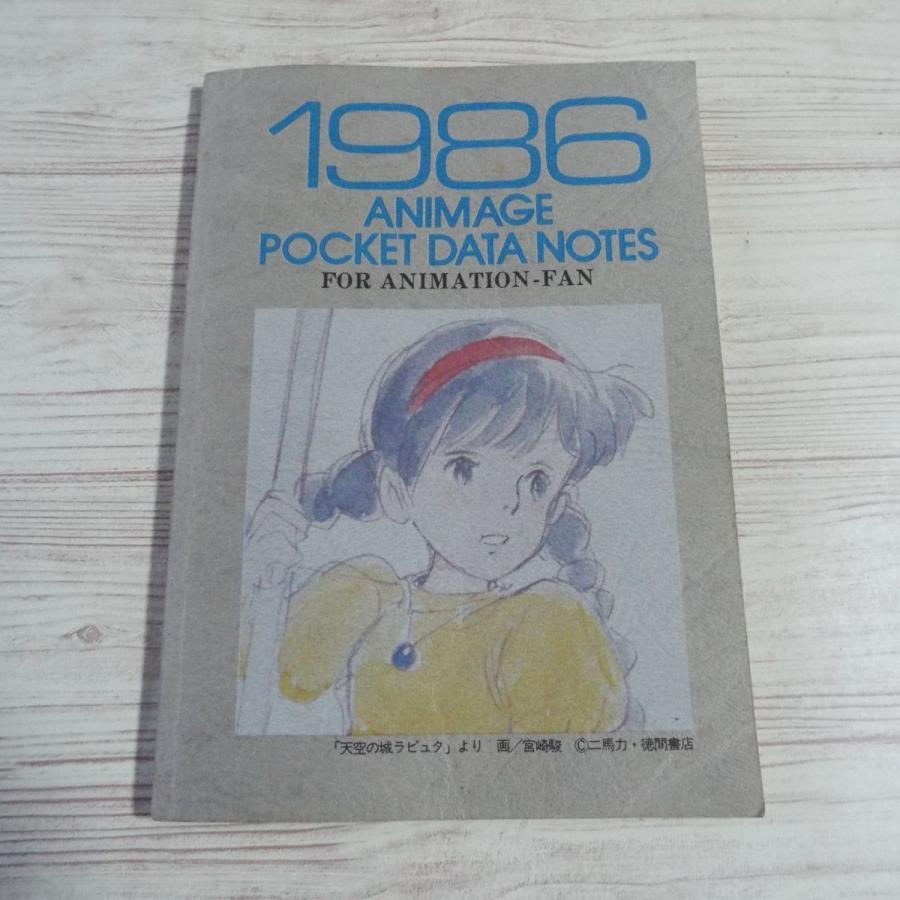 1986
ANIMAGE
POCKET DATA NOTES
FOR ANIMATION-FAN
「天空の城ラピュタ」より 画／宮崎駿 ©二馬力・徳間書店